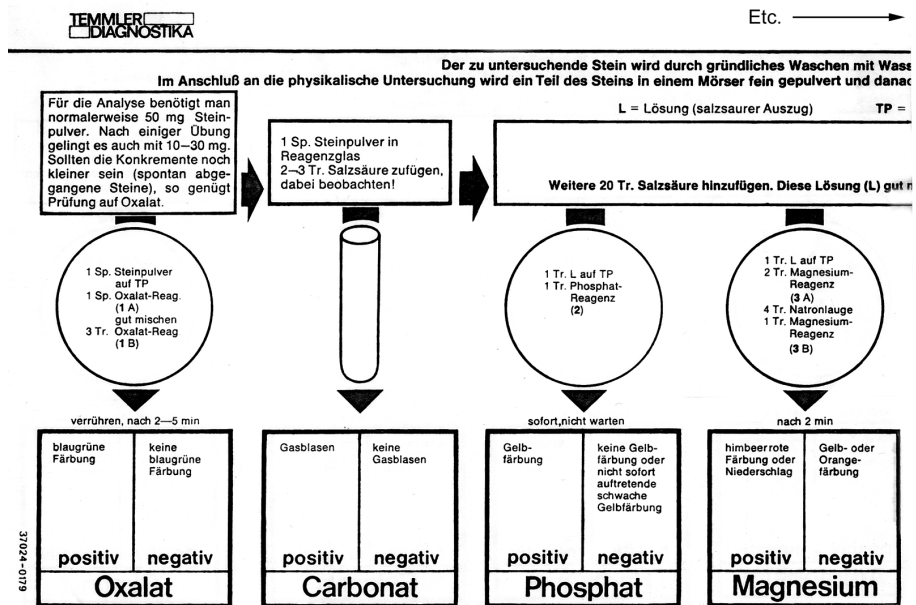 Etc.
TEMMLER
DIAGNOSTIKA
Der zu untersuchende Stein wird durch gründliches Waschen mit
Im Anschluß an die physikalische Untersuchung wird ein Teil des Steins in einem Mörser fein gepulvert und
L = Lösung (salzsaurer Auszug) TP =
Für die Analyse benötigt man
normalerweise 50 mg Stein-
pulver. Nach einiger Übung
gelingt es auch mit 10—30 mg.
Sollten die Konkremente noch
kleiner sein (spontan abge-
gangene Steine), so genügt
Prüfung auf Oxalat.
1 Sp. Steinpulver in
Reagenzglas
2—3 Tr. Salzsäure zufügen,
dabei beobachten!
Weitere 20 Tr. Salzsäure hinzufügen. Diese Lösung (L) gut
1 Sp. Steinpulver
auf TP
1 Sp. Oxalat-Reag.
(1 A)
gut mischen
3 Tr. Oxalat-Reag
(1 B)
1 Tr. L auf TP
1 Tr. Phosphat-
Reagenz
(2)
1 Tr. L auf TP
2 Tr. Magnesium-
Reagenz
(3 A)
4 Tr. Natronlauge
1 Tr. Magnesium-
Reagenz
(3 B)
verrühren, nach 2—5 min
sofort,nicht warten
nach 2 min
blaugrüne
Färbung
keine
blaugrüne
Färbung
positiv negativ
Oxalat
Gasblasen
keine
Gasblasen
positiv negativ
Carbonat
Gelb-
färbung
keine Gelb-
färbung oder
nicht sofort
auftretende
schwache
Gelbfärbung
positiv negativ
Phosphat
himbeerrote
Färbung oder
Niederschlag
Gelb- oder
Orange-
färbung
positiv negativ
Magnesium
37024-0179